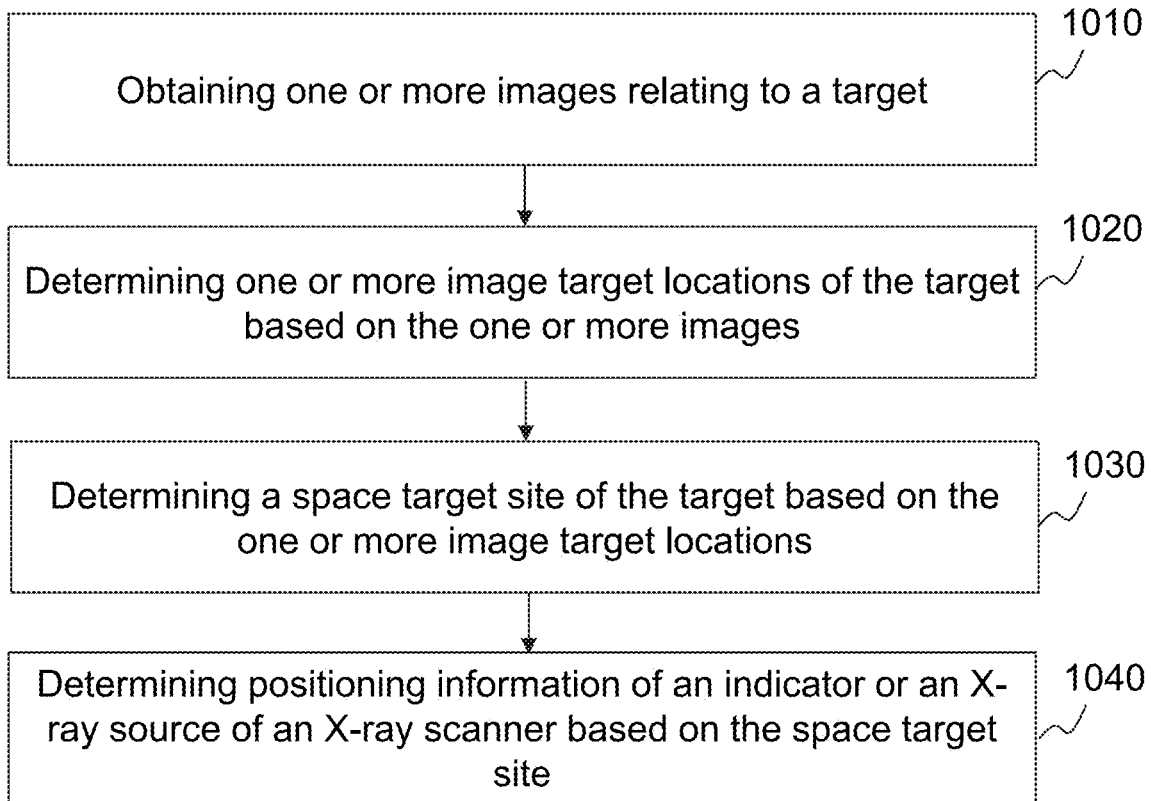 1010
Obtaining one or more images relating to a target
1020
Determining one or more image target locations of the target
based on the one or more images
1030
Determining a space target site of the target based on the
one or more image target locations
1040
Determining positioning information of an indicator or an X-
ray source of an X-ray scanner based on the space target
site